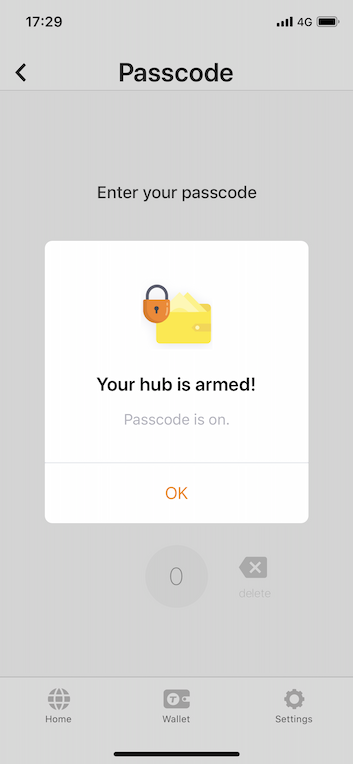 17:29
4G
Passcode
Enter your passcode
Your hub is armed!
Passcode is on.
OK
0
delete
T
Home
Wallet
Settings